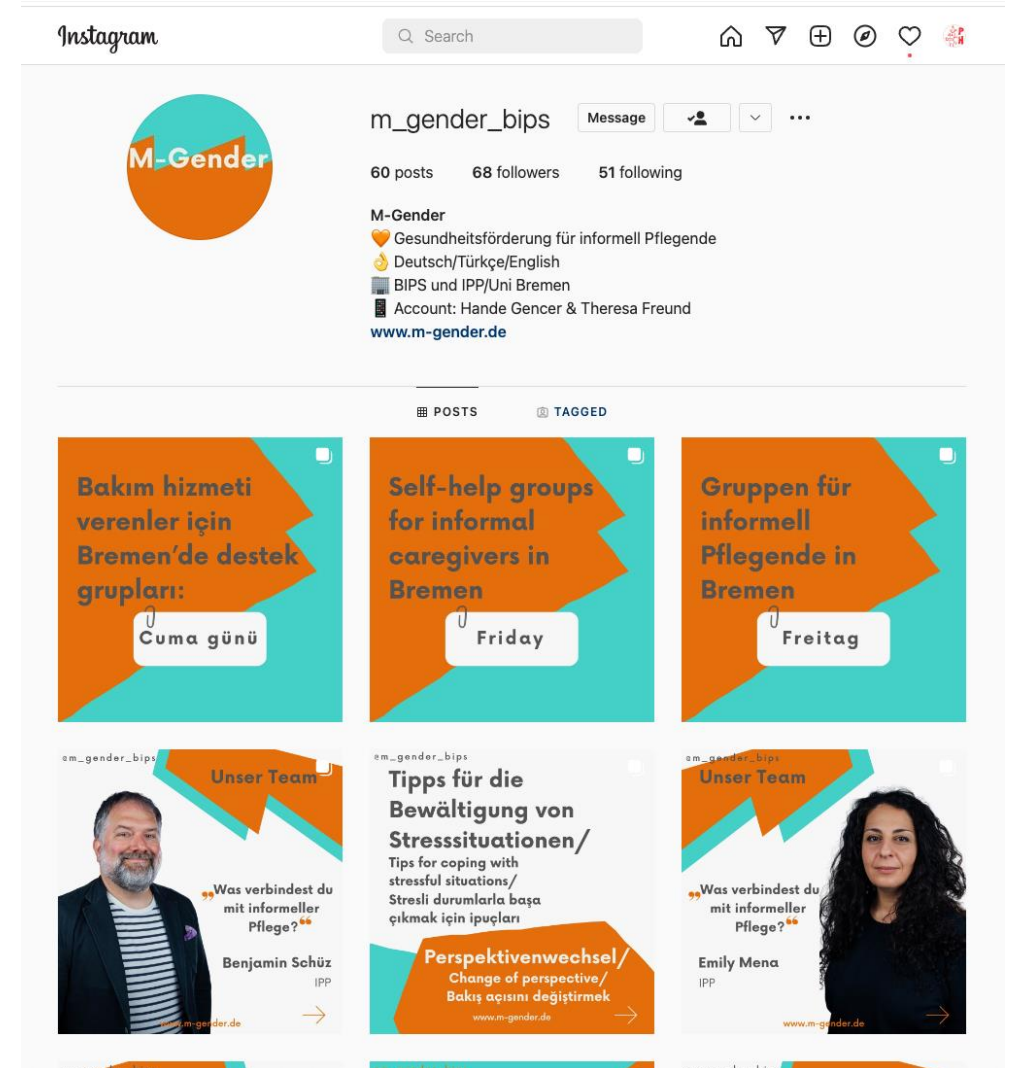 Instagram
Search
M-Gender
m_gender_bips
Message
60 posts 68 followers 51 following
M-Gender
🧡 Gesundheitsförderung für informell Pflegende
👌 Deutsch/Türkçe/English
🏢 BIPS und IPP/Uni Bremen
📱 Account: Hande Gencer & Theresa Freund
www.m-gender.de
POSTS
TAGGED
Bakım hizmeti
verenler için
Bremen’de destek
grupları:
Cuma günü
Self-help groups
for informal
caregivers in
Bremen
Friday
Gruppen für
informell
Pflegende in
Bremen
Freitag
@m_gender_bips
Unser Team
„Was verbindest du
mit informeller
Pflege?“
Benjamin Schüz
IPP
www.m-gender.de
@m_gender_bips
Tipps für die
Bewältigung von
Stresssituationen/
Tips for coping with
stressful situations/
Stresli durumlarla başa
çıkmak için ipuçları
Perspektivenwechsel/
Change of perspective/
Bakış açısını değiştirmek
www.m-gender.de
@m_gender_bips
Unser Team
„Was verbindest du
mit informeller
Pflege?“
Emily Mena
IPP
www.m-gender.de